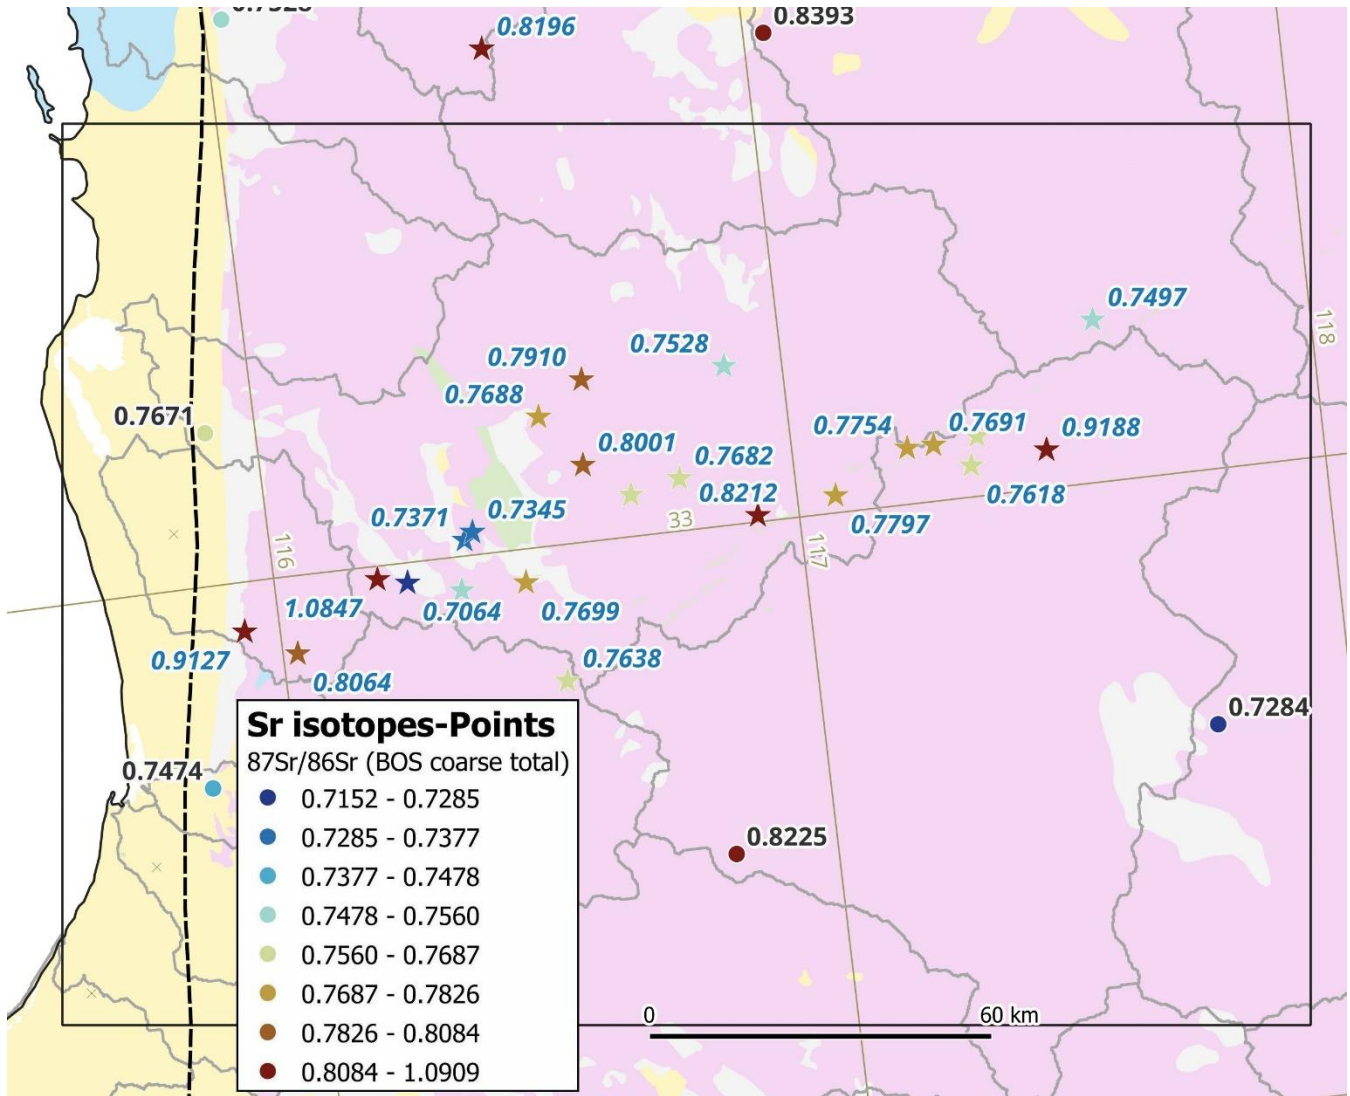 0.8196
0.8393
0.7497
118
0.7528
0.7910
0.7688
0.7671
0.7754
0.7691
0.9188
0.8001
0.7682
0.8212
0.7618
0.7371
0.7345
33
0.7797
116
117
1.0847
0.7064
0.7699
0.9127
0.8064
0.7638
0.7284
0.7474
0.8225
Sr isotopes-Points
87Sr/86Sr (BOS coarse total)
0.7152 - 0.7285
0.7285 - 0.7377
0.7377 - 0.7478
0.7478 - 0.7560
0.7560 - 0.7687
0.7687 - 0.7826
0.7826 - 0.8084
0.8084 - 1.0909
0 60 km